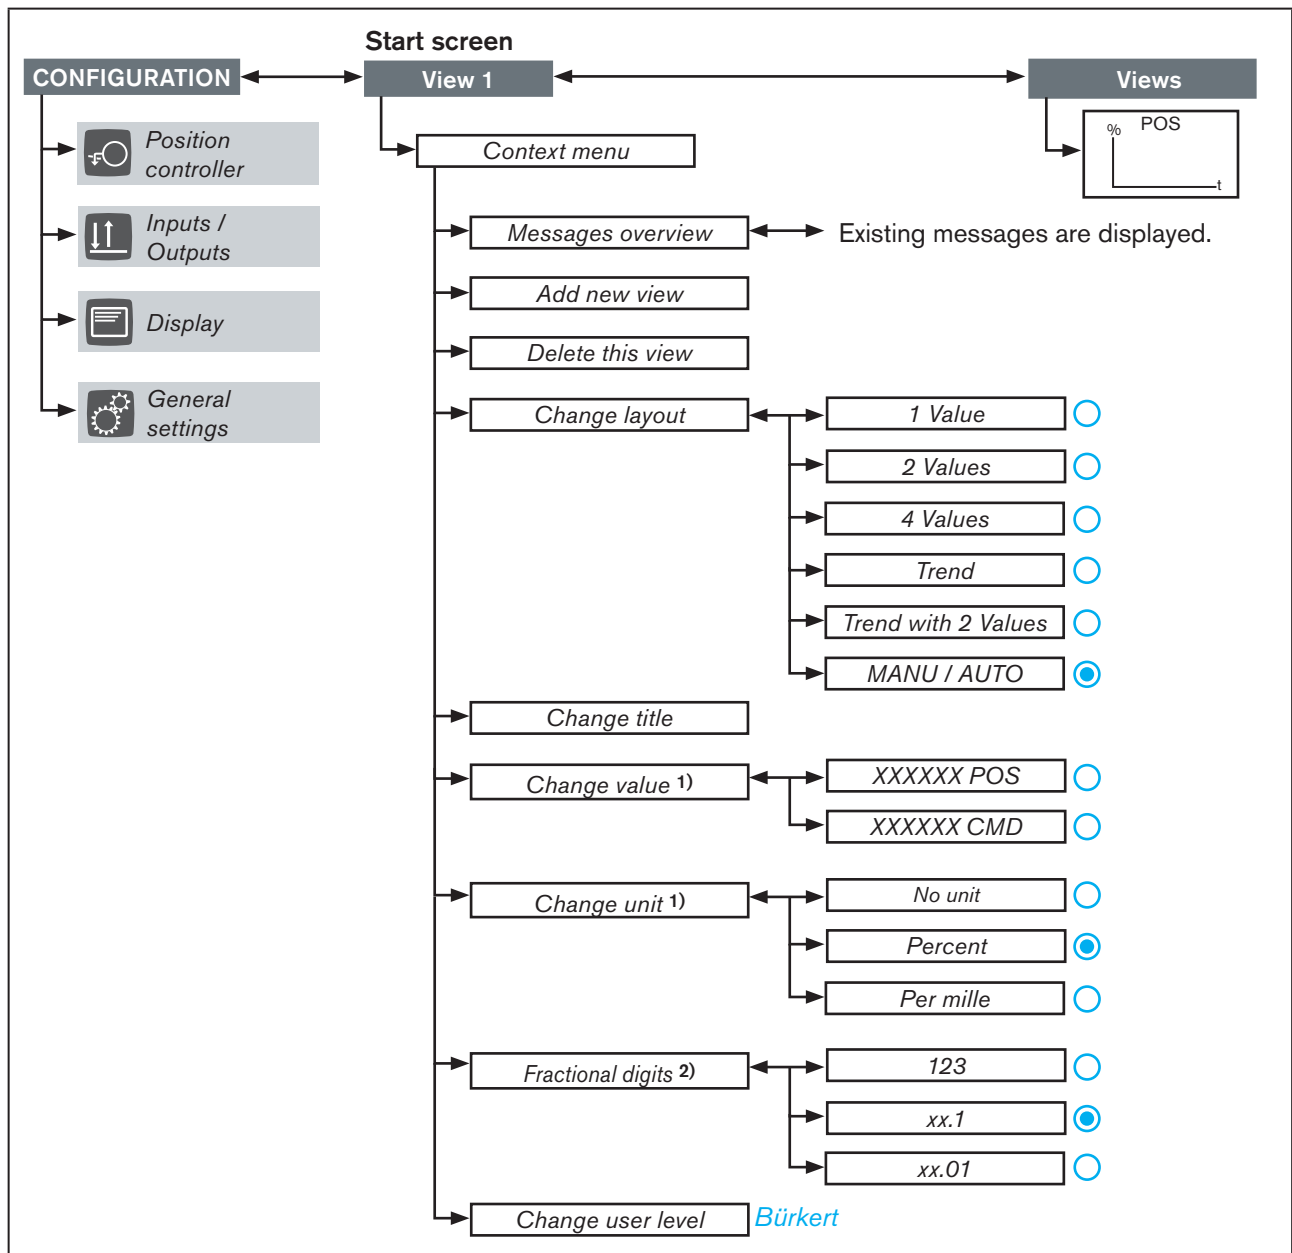 Start screen
CONFIGURATION
View 1
Views
Position
controller
Inputs /
Outputs
Display
General
settings
% POS
t
Context menu
Messages overview
Existing messages are displayed.
Add new view
Delete this view
Change layout
1 Value
2 Values
4 Values
Trend
Trend with 2 Values
MANU / AUTO
Change title
Change value 1)
XXXXXX POS
XXXXXX CMD
Change unit 1)
No unit
Percent
Per mille
Fractional digits 2)
123
xx.1
xx.01
Change user level
Bürkert